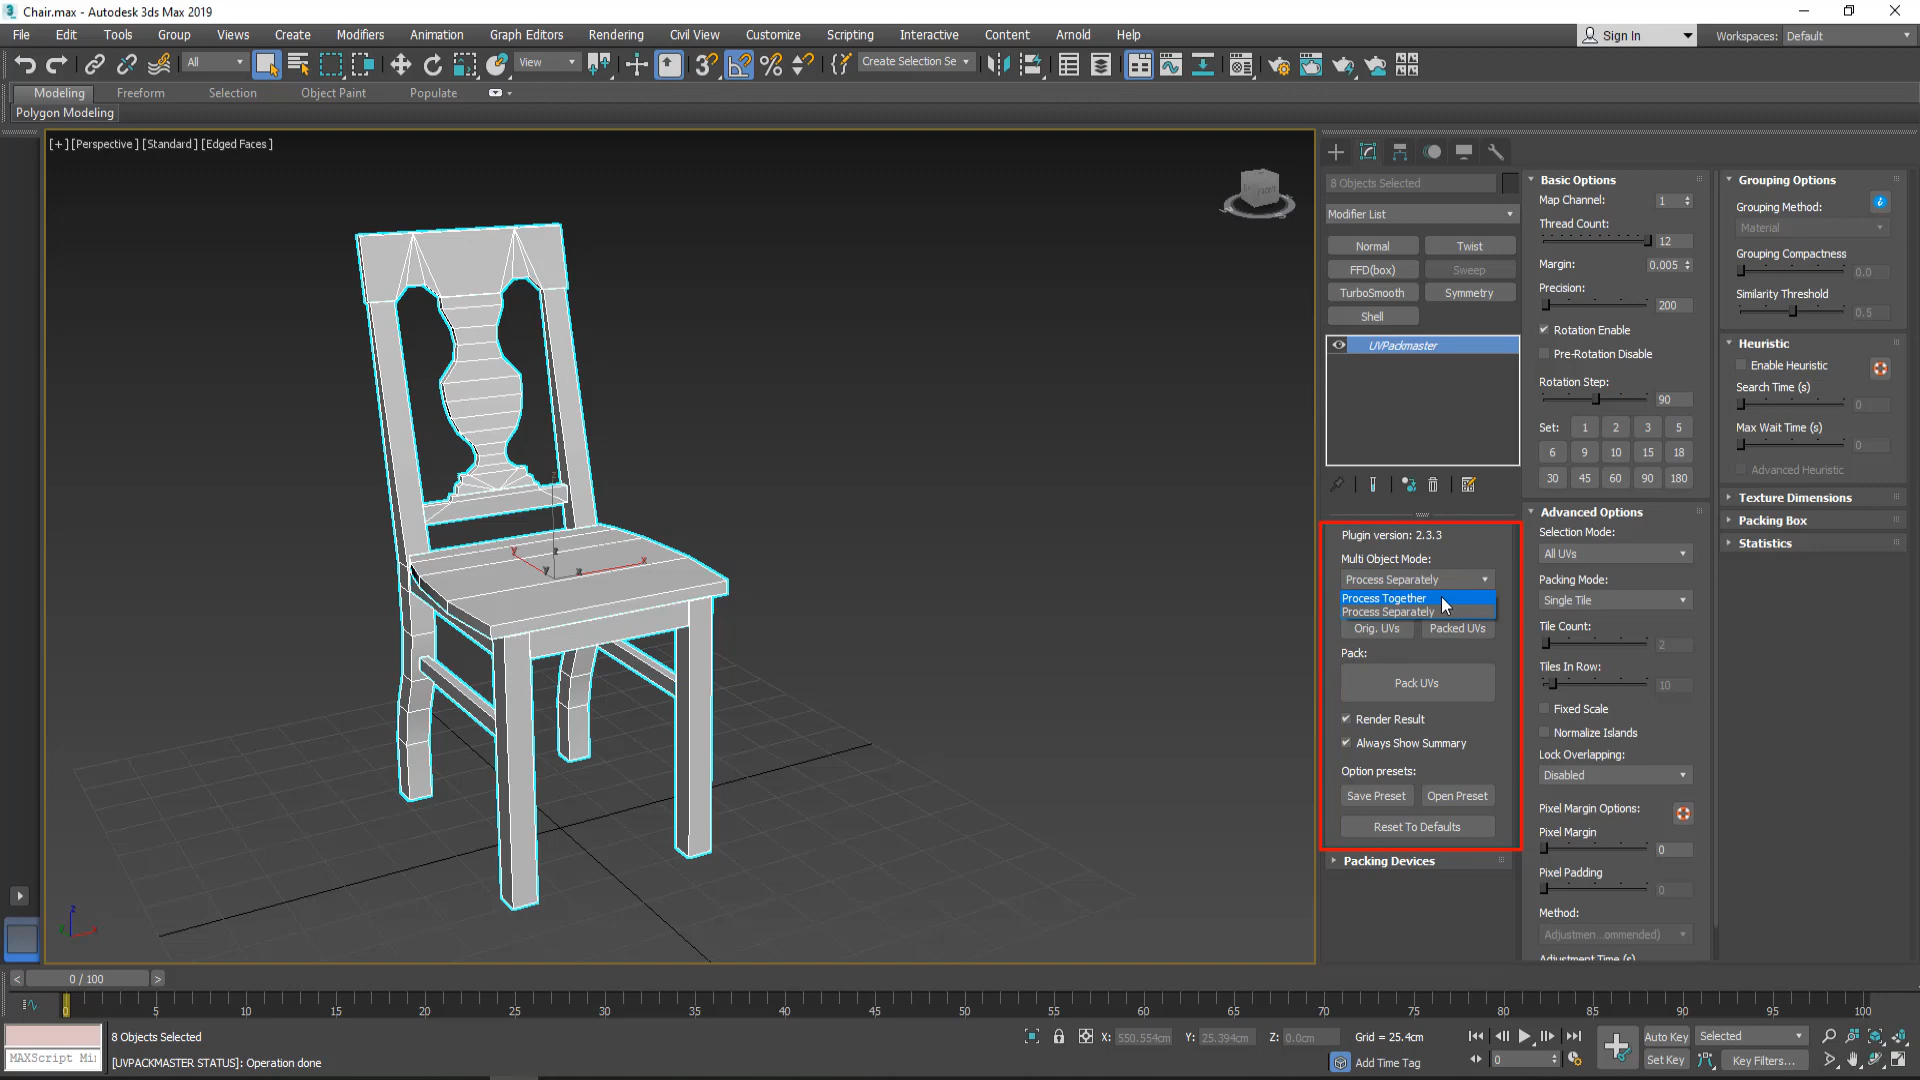 Chair.max - Autodesk 3ds Max 2019
File Edit Tools Group Views Create Modifiers Animation Graph Editors Rendering Civil View Customize Scripting Interactive Content Arnold Help
Sign In
Workspaces: Default
All
View
Create Selection Se
Modeling Freeform Selection Object Paint Populate
Polygon Modeling
[+] [Perspective ] [Standard ] [Edged Faces ]
FRONT
z
y
x
z
y
x
z
y
x
8 Objects Selected
Modifier List
Normal Twist
FFD(box) Sweep
TurboSmooth Symmetry
Shell
UVPackmaster
Plugin version: 2.3.3
Multi Object Mode:
Process Separately
Process Together
Process Separately
Orig. UVs Packed UVs
Pack:
Pack UVs
Render Result
Always Show Summary
Option presets:
Save Preset Open Preset
Reset To Defaults
Packing Devices
Basic Options
Map Channel: 1
Thread Count:
12
Margin: 0.005
Precision:
200
Rotation Enable
Pre-Rotation Disable
Rotation Step:
90
Set: 1 2 3 5
6 9 10 15 18
30 45 60 90 180
Advanced Options
Selection Mode:
All UVs
Packing Mode:
Single Tile
Tile Count:
2
Tiles In Row:
10
Fixed Scale
Normalize Islands
Lock Overlapping:
Disabled
Pixel Margin Options:
Pixel Margin
0
Pixel Padding
0
Method:
Adjustmen...ommended)
Adjustment Time (s)
Grouping Options
Grouping Method:
Material
Grouping Compactness
0.0
Similarity Threshold
0.5
Heuristic
Enable Heuristic
Search Time (s)
0
Max Wait Time (s)
0
Advanced Heuristic
Texture Dimensions
Packing Box
Statistics
< 0 / 100 >
0 5 10 15 20 25 30 35 40 45 50 55 60 65 70 75 80 85 90 95 100
8 Objects Selected
X: 550.554cm Y: 25.394cm Z: 0.0cm Grid = 25.4cm
Auto Key Selected
MAXScript Mi
[UVPACKMASTER STATUS]: Operation done
Add Time Tag
0
Set Key Key Filters...